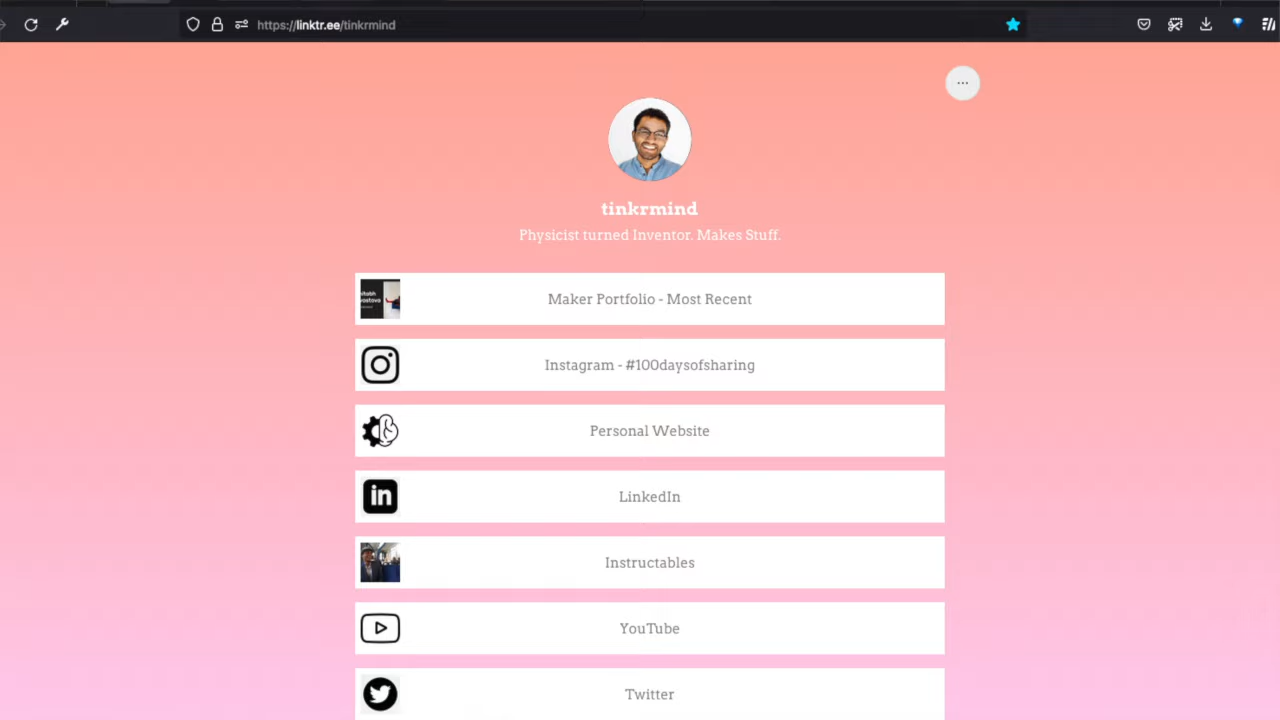 https://linktr.ee/tinkrmind
tinkrmind
Physicist turned Inventor. Makes Stuff.
Maker Portfolio - Most Recent
Instagram - #100daysofsharing
Personal Website
in
LinkedIn
Instructables
YouTube
Twitter